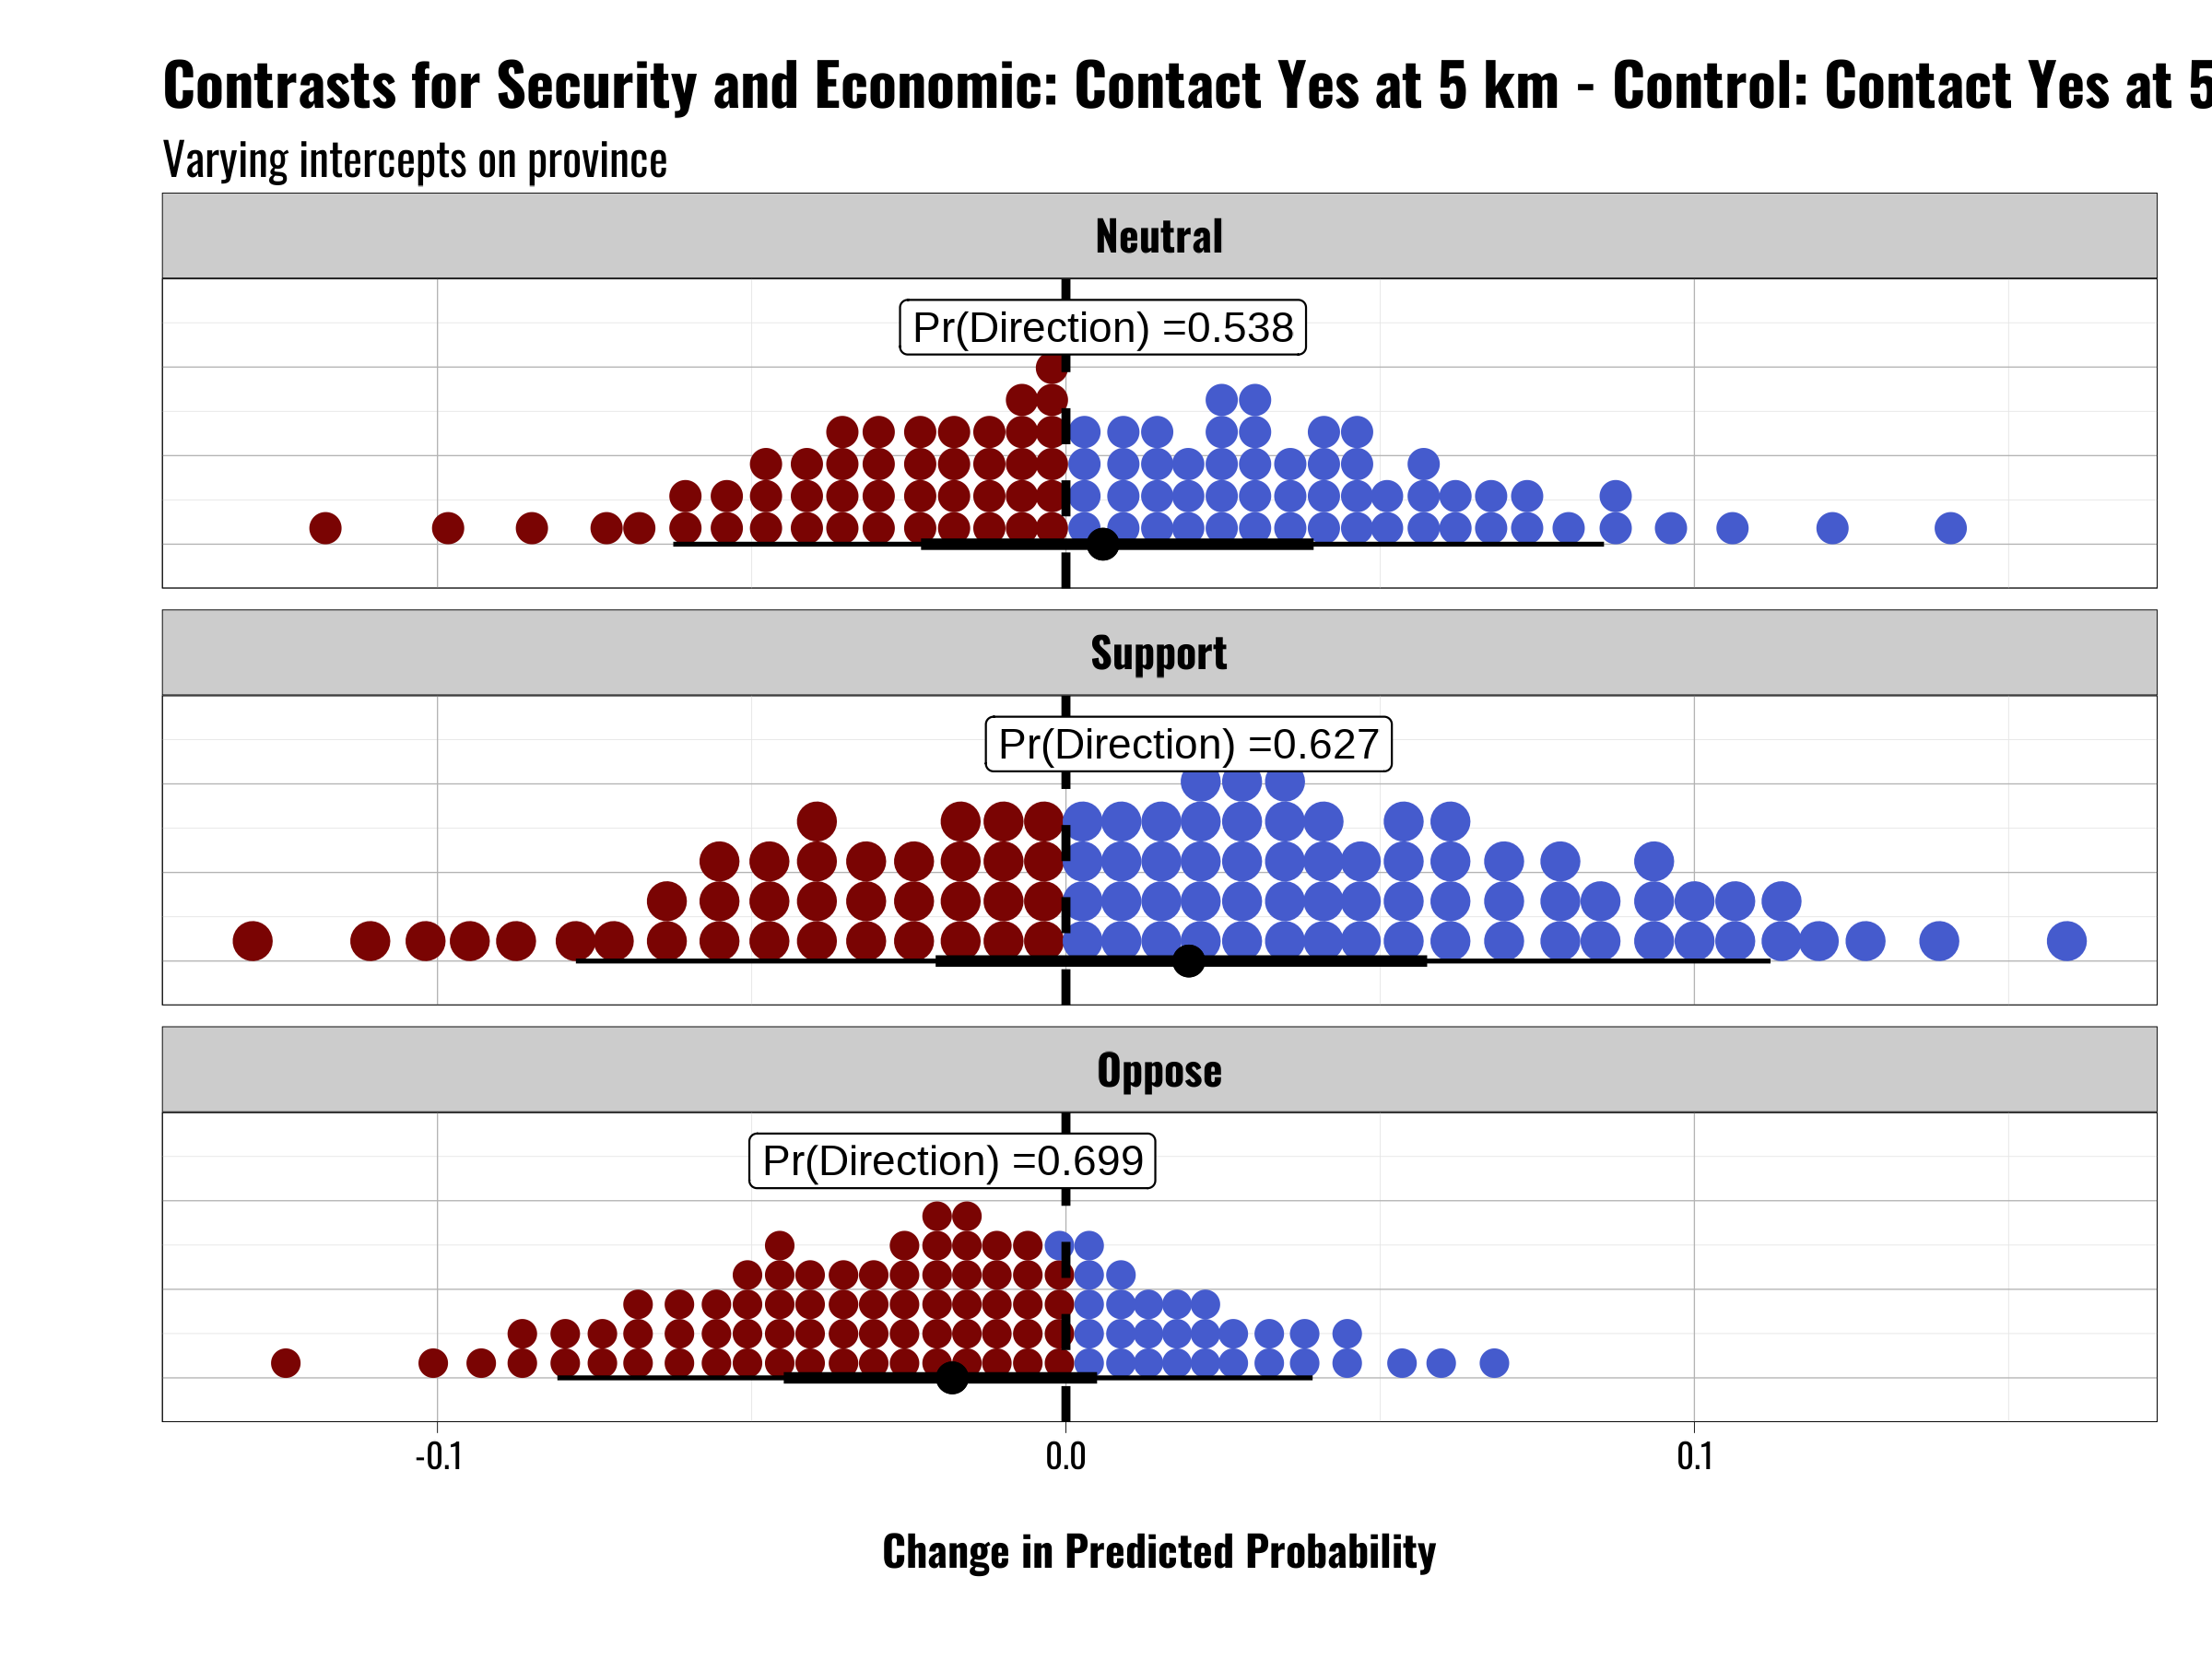 Contrasts for Security and Economic: Contact Yes at 5 km - Control: Contact Yes at 5
Varying intercepts on province
Neutral
Pr(Direction) =0.538
Support
Pr(Direction) =0.627
Oppose
Pr(Direction) =0.699
-0.1 0.0 0.1
Change in Predicted Probability